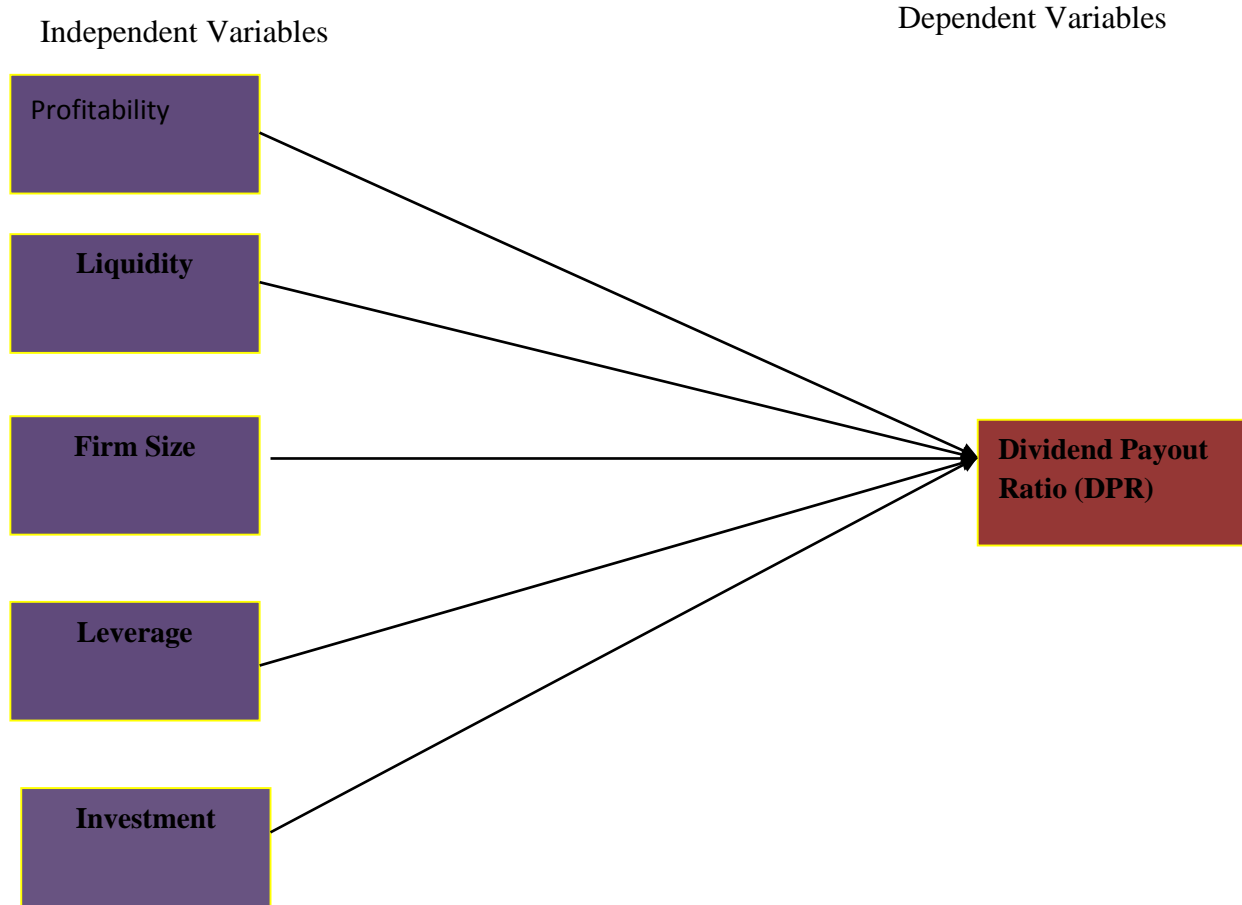 Independent Variables
Dependent Variables
Profitability
Liquidity
Firm Size
Dividend Payout
Ratio (DPR)
Leverage
Investment